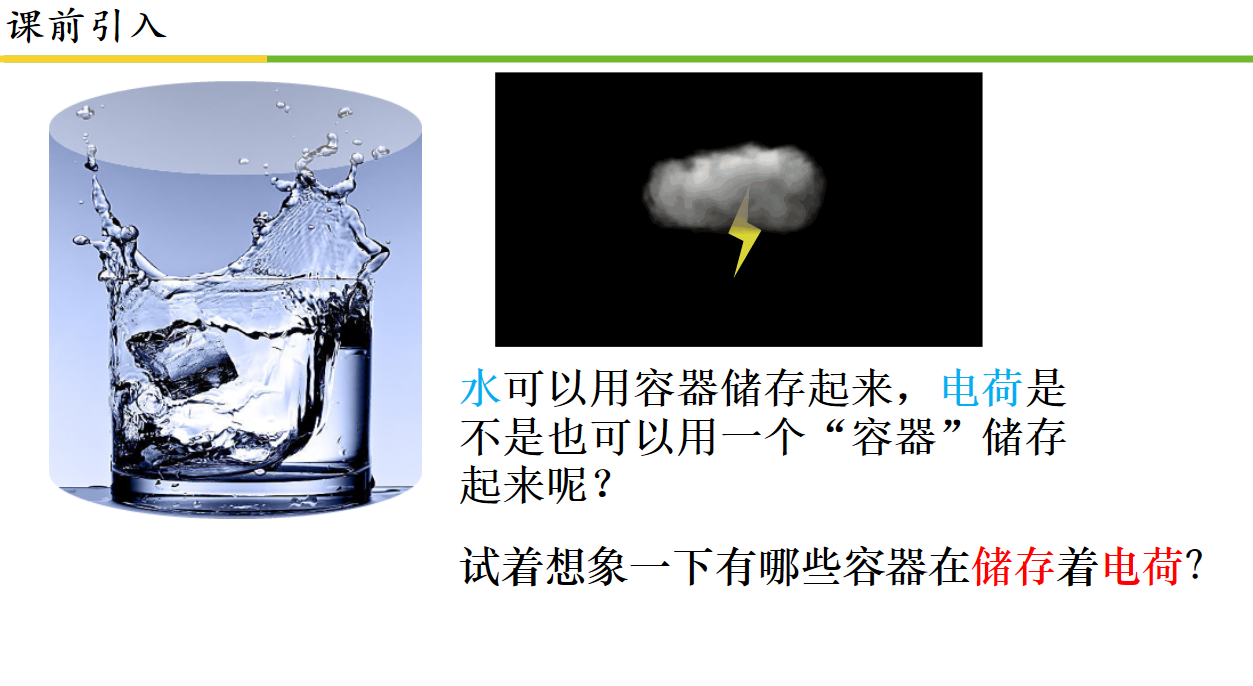 课前引入
水可以用容器储存起来，电荷是
不是也可以用一个“容器”储存
起来呢？
试着想象一下有哪些容器在储存着电荷?